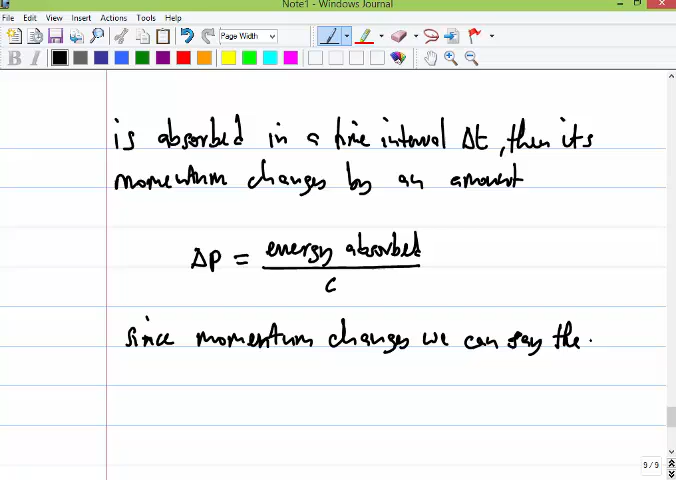 Note1 - Windows Journal
File Edit View Insert Actions Tools Help
Page Width
B I
is absorbed in a time interval Δt, then its
momentum changes by an amount
ΔP = energy absorbed
c
since momentum changes we can say the
9 / 9